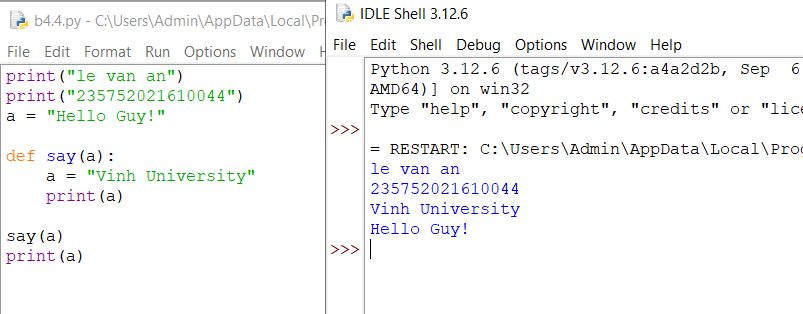 b4.4.py - C:\Users\Admin\AppData\Local\Pro
File Edit Format Run Options Window
print("le van an")
print("235752021610044")
a = "Hello Guy!"
def say(a):
    a = "Vinh University"
    print(a)
say(a)
print(a)
IDLE Shell 3.12.6
File Edit Shell Debug Options Window Help
Python 3.12.6 (tags/v3.12.6:a4a2d2b, Sep 6
AMD64)] on win32
Type "help", "copyright", "credits" or "lice
>>>
= RESTART: C:\Users\Admin\AppData\Local\Proc
le van an
235752021610044
Vinh University
Hello Guy!
>>>